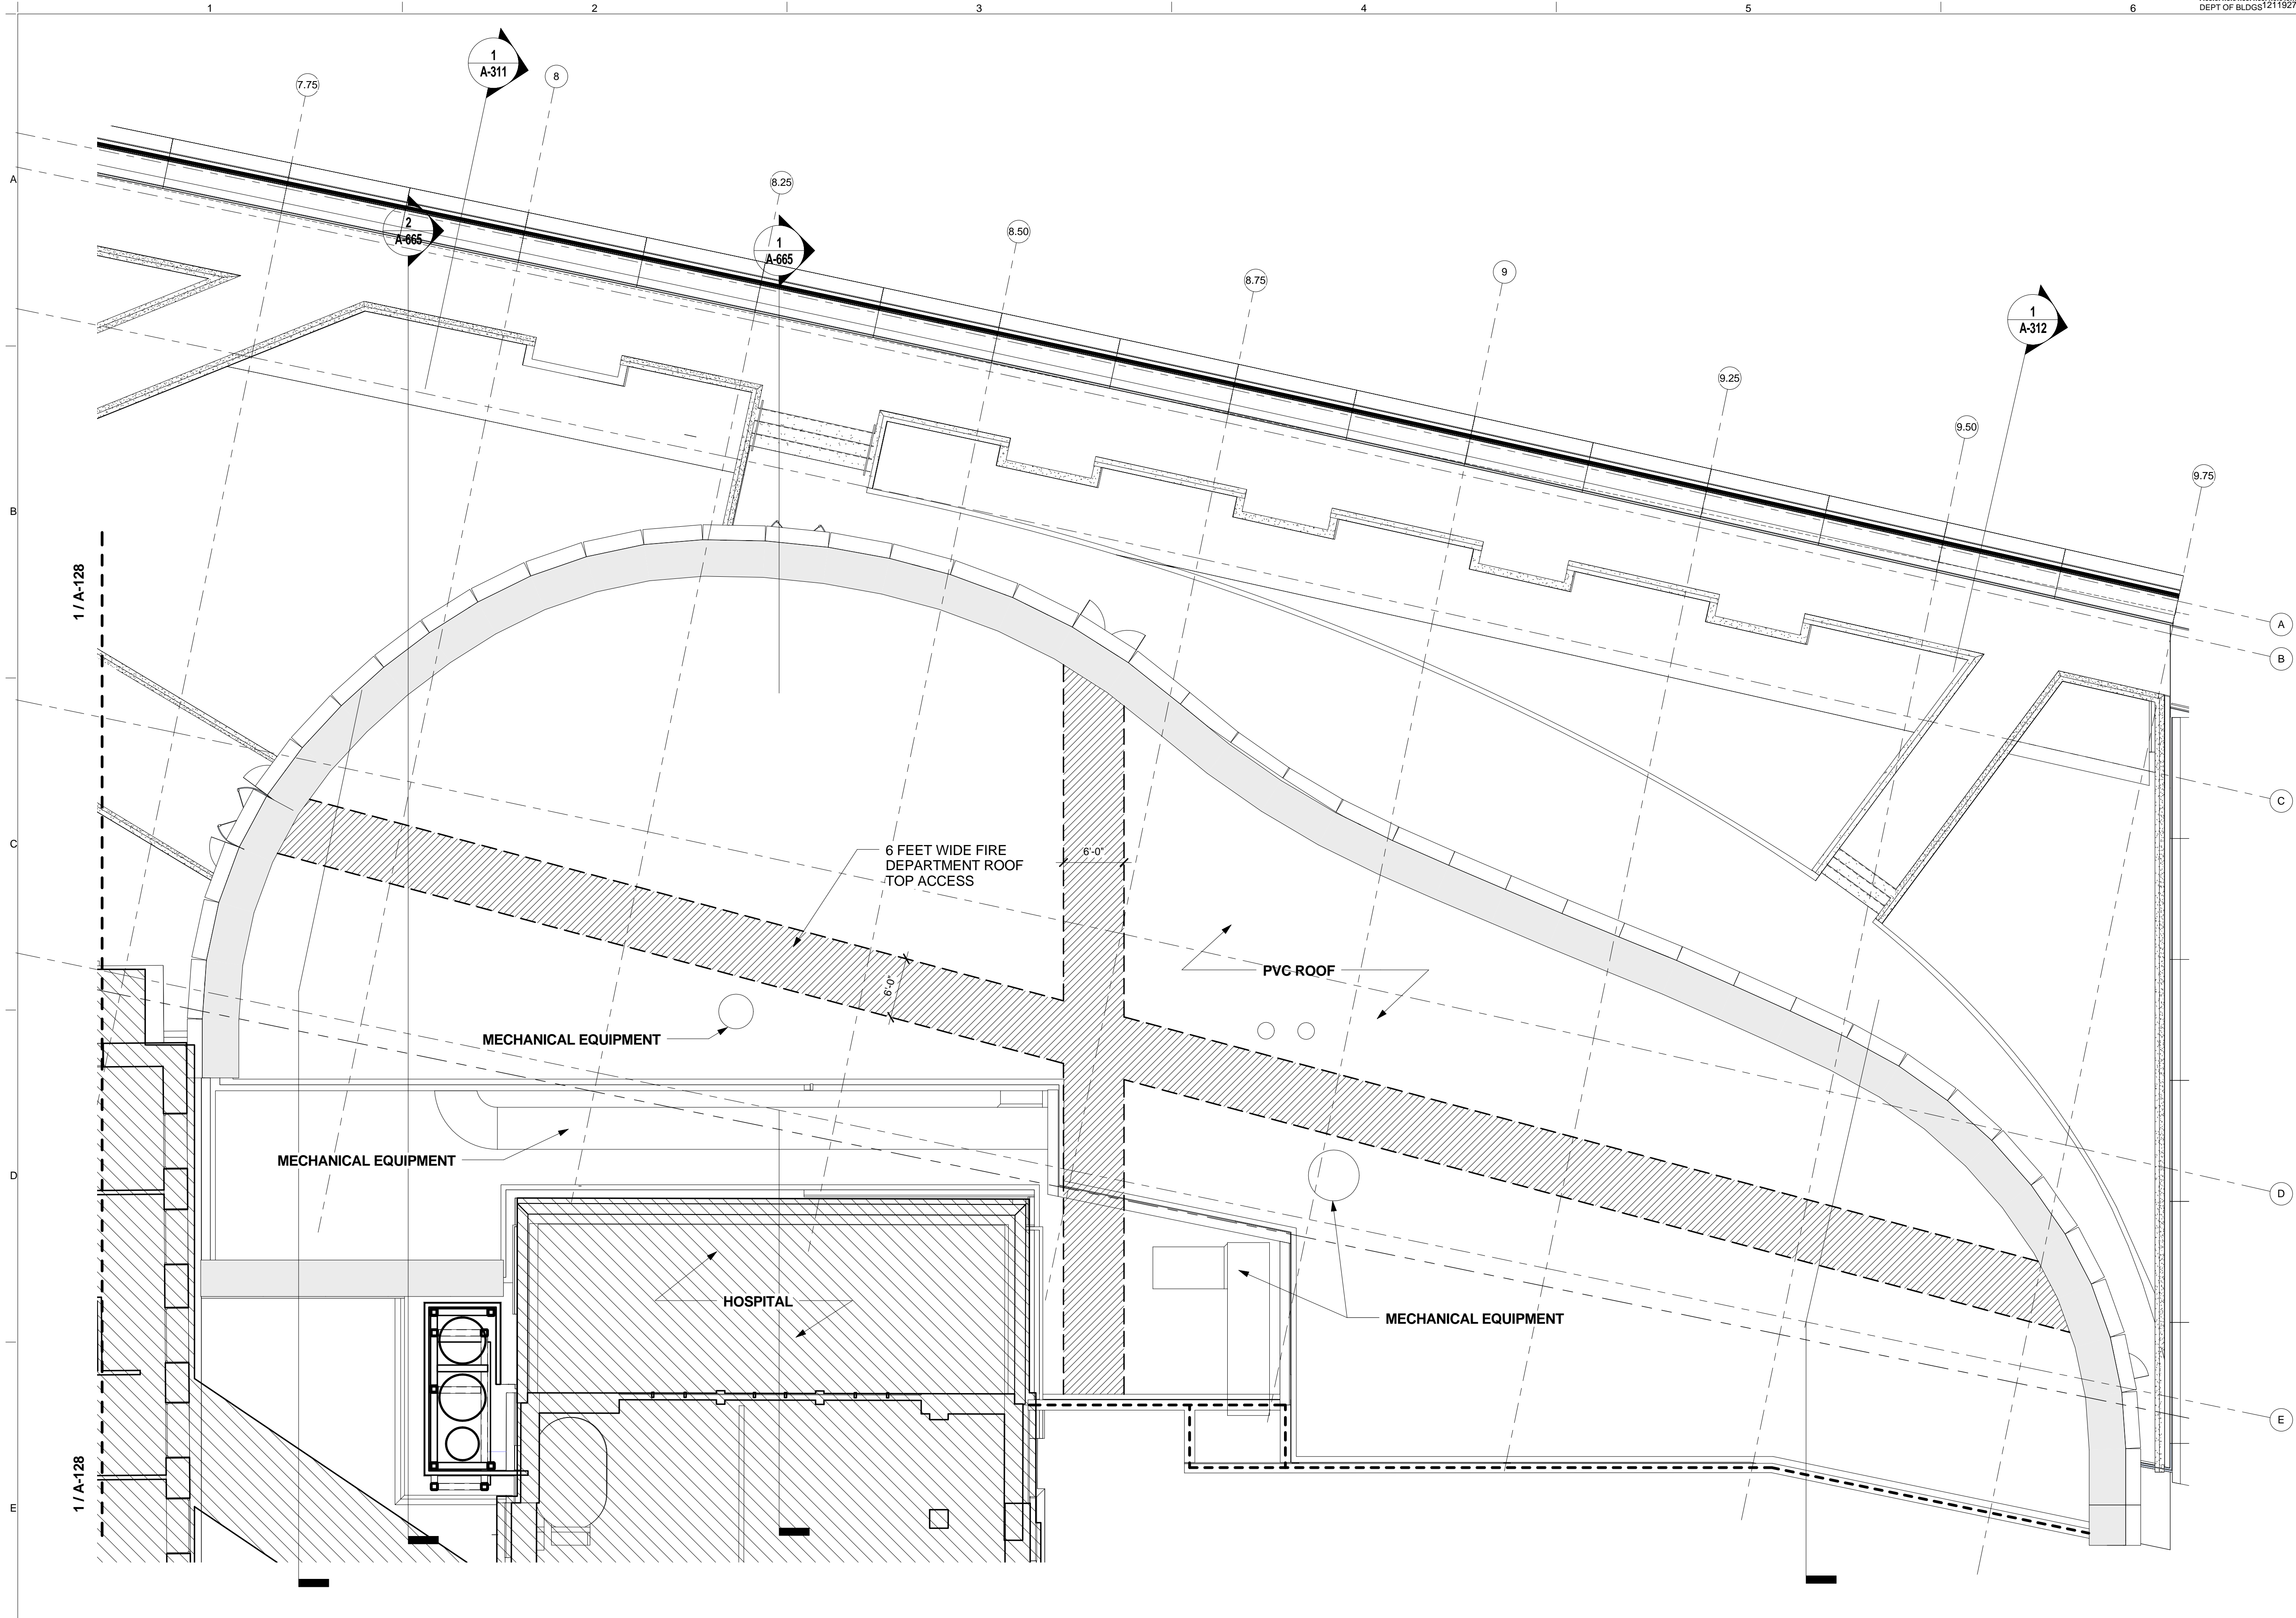 1 2 3 4 5 6
DEPT OF BLDGS1211927
1
A-311
7.75
8
8.25
8.50
8.75
9
9.25
9.50
9.75
2
A-665
1
A-665
1
A-312
A
B
C
D
E
A
B
C
D
E
1 / A-128
1 / A-128
6 FEET WIDE FIRE
DEPARTMENT ROOF
TOP ACCESS
6'-0"
6'-0"
PVC ROOF
MECHANICAL EQUIPMENT
MECHANICAL EQUIPMENT
HOSPITAL
MECHANICAL EQUIPMENT